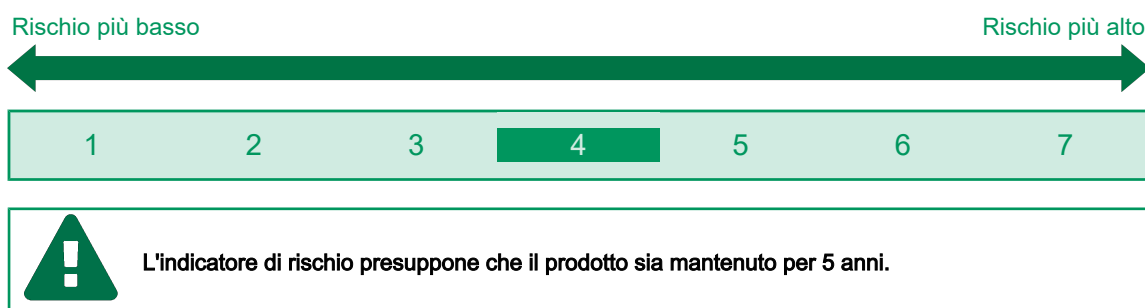 Rischio più basso Rischio più alto
1 2 3 4 5 6 7
L'indicatore di rischio presuppone che il prodotto sia mantenuto per 5 anni.